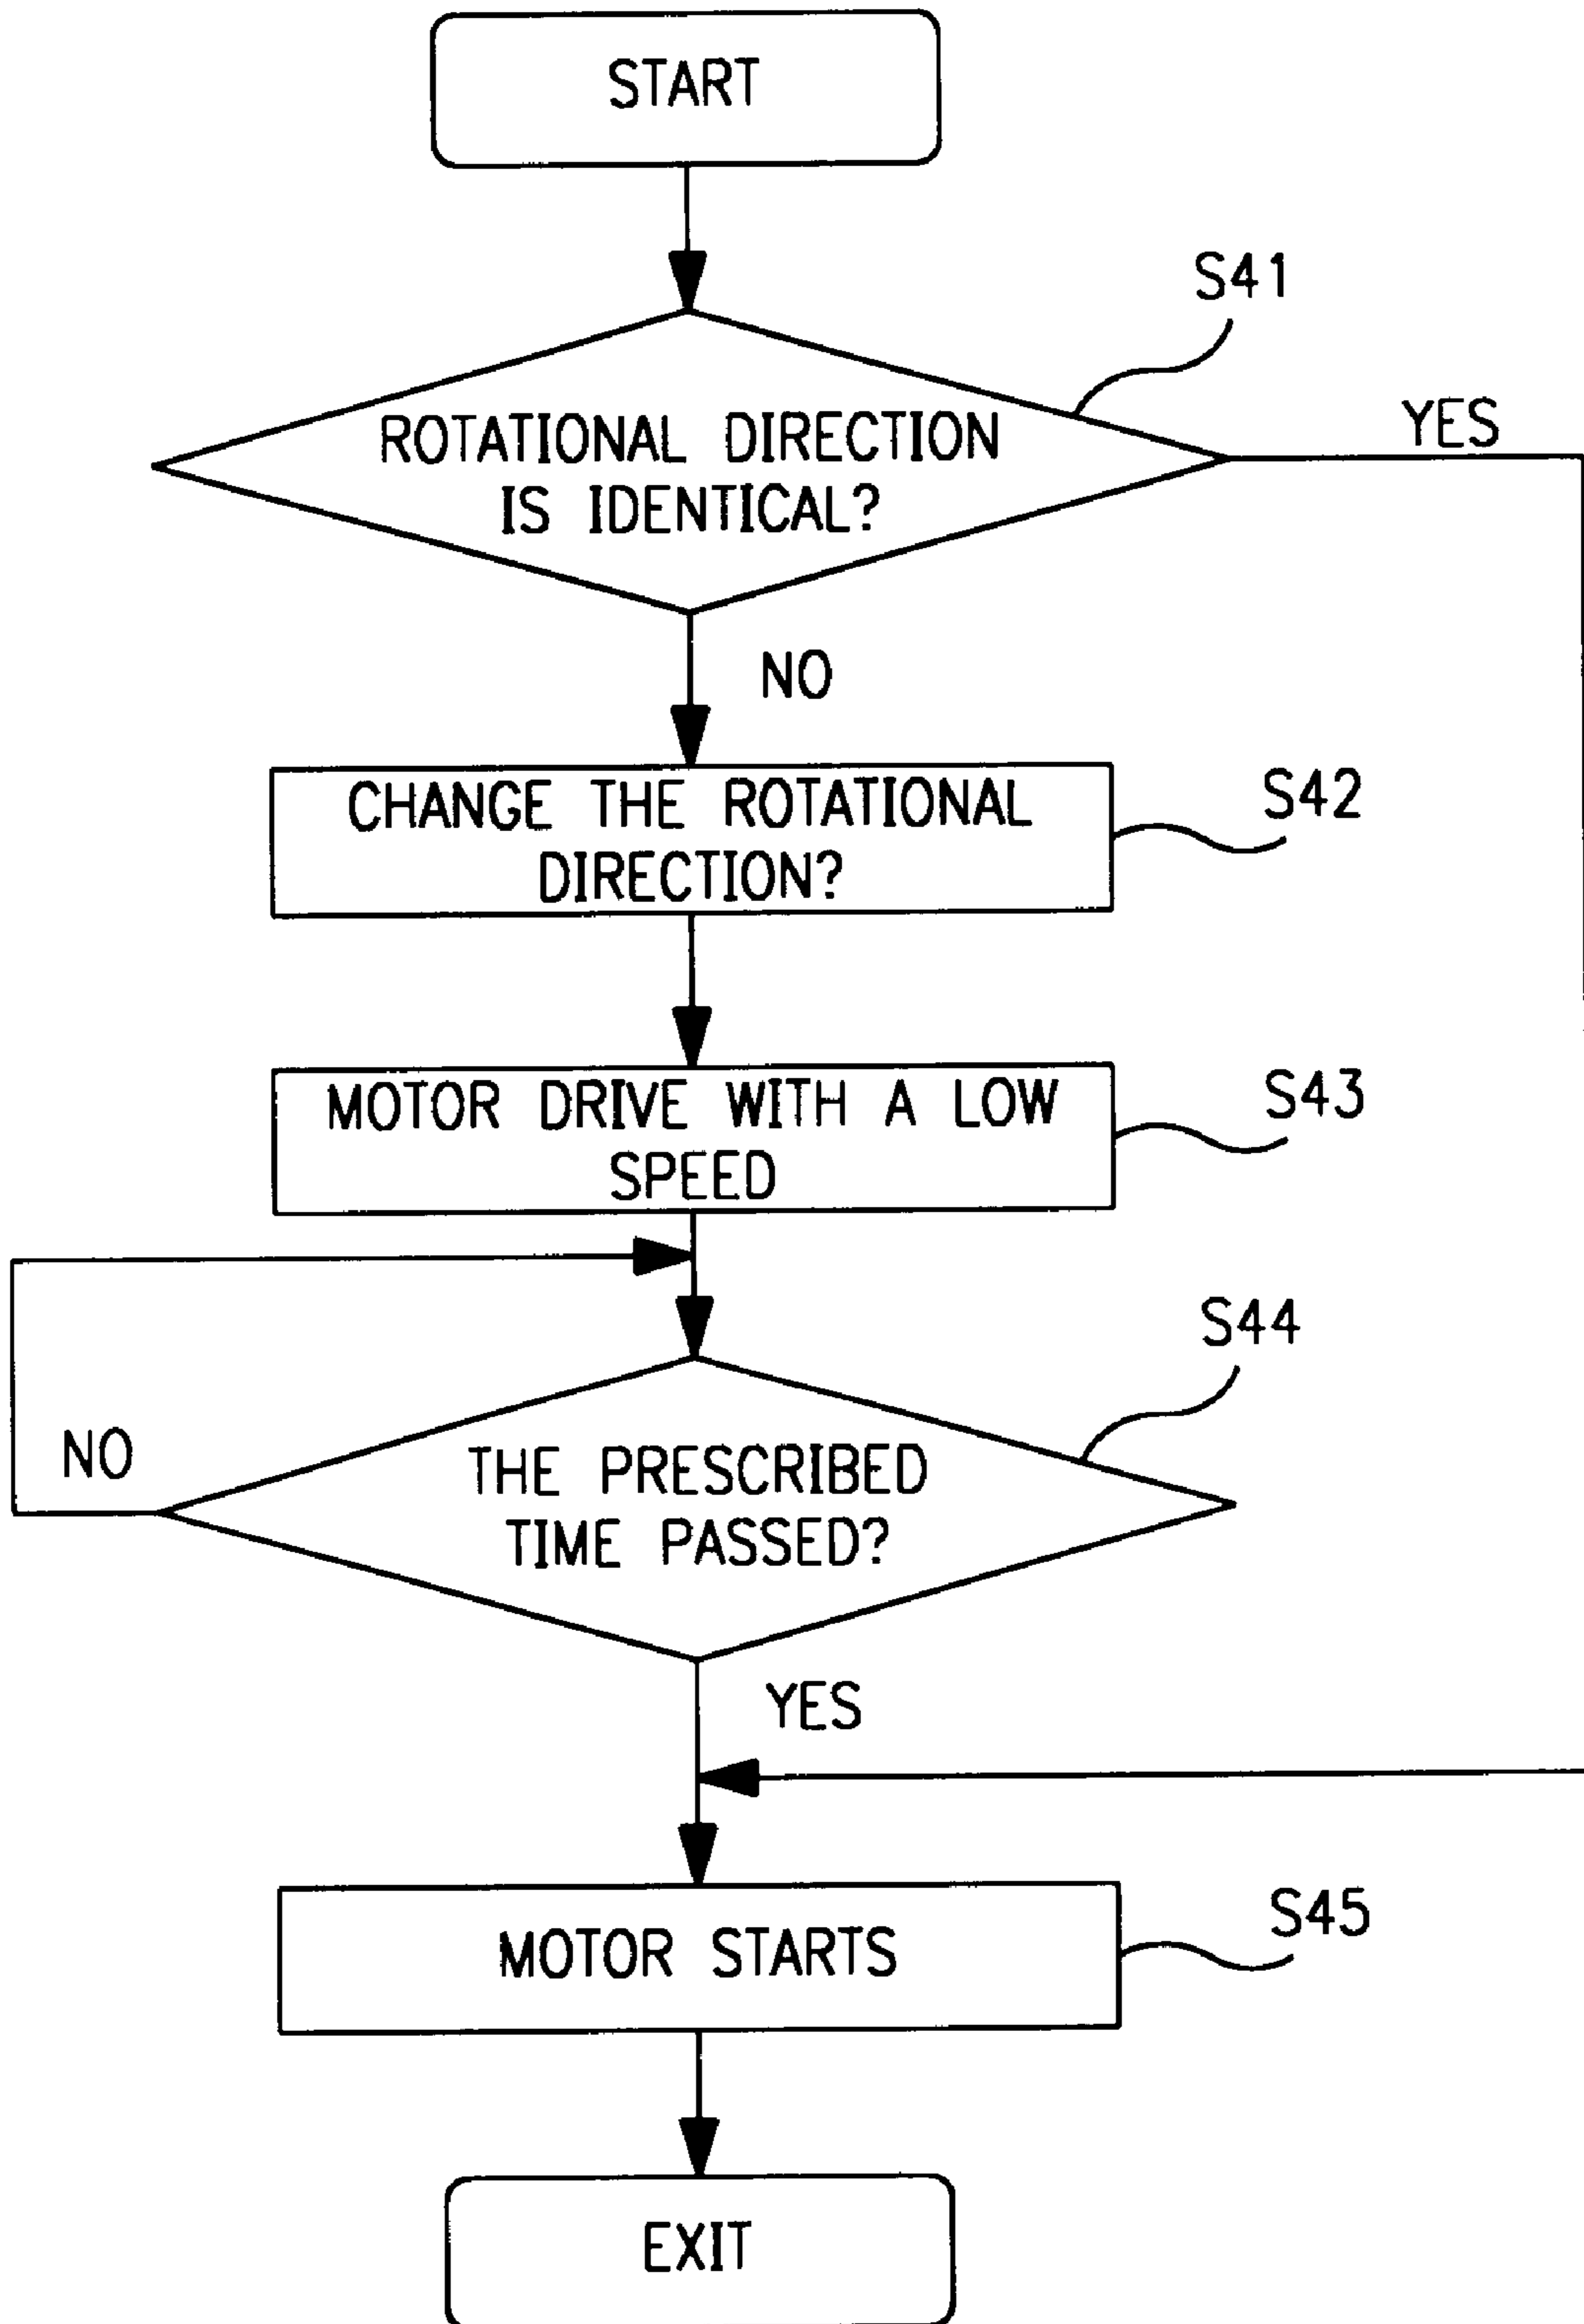 START
S41
YES
ROTATIONAL DIRECTION
IS IDENTICAL?
NO
CHANGE THE ROTATIONAL
DIRECTION?
S42
MOTOR DRIVE WITH A LOW
SPEED
S43
S44
NO
THE PRESCRIBED
TIME PASSED?
YES
MOTOR STARTS
S45
EXIT